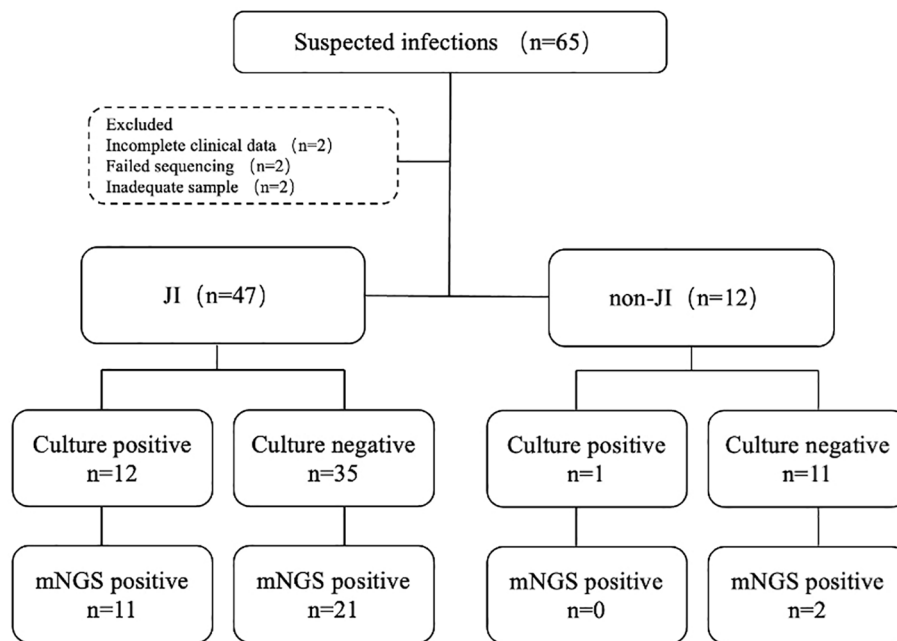 Suspected infections (n=65)
Excluded
Incomplete clinical data (n=2)
Failed sequencing (n=2)
Inadequate sample (n=2)
JI (n=47)
non-JI (n=12)
Culture positive
n=12
Culture negative
n=35
Culture positive
n=1
Culture negative
n=11
mNGS positive
n=11
mNGS positive
n=21
mNGS positive
n=0
mNGS positive
n=2